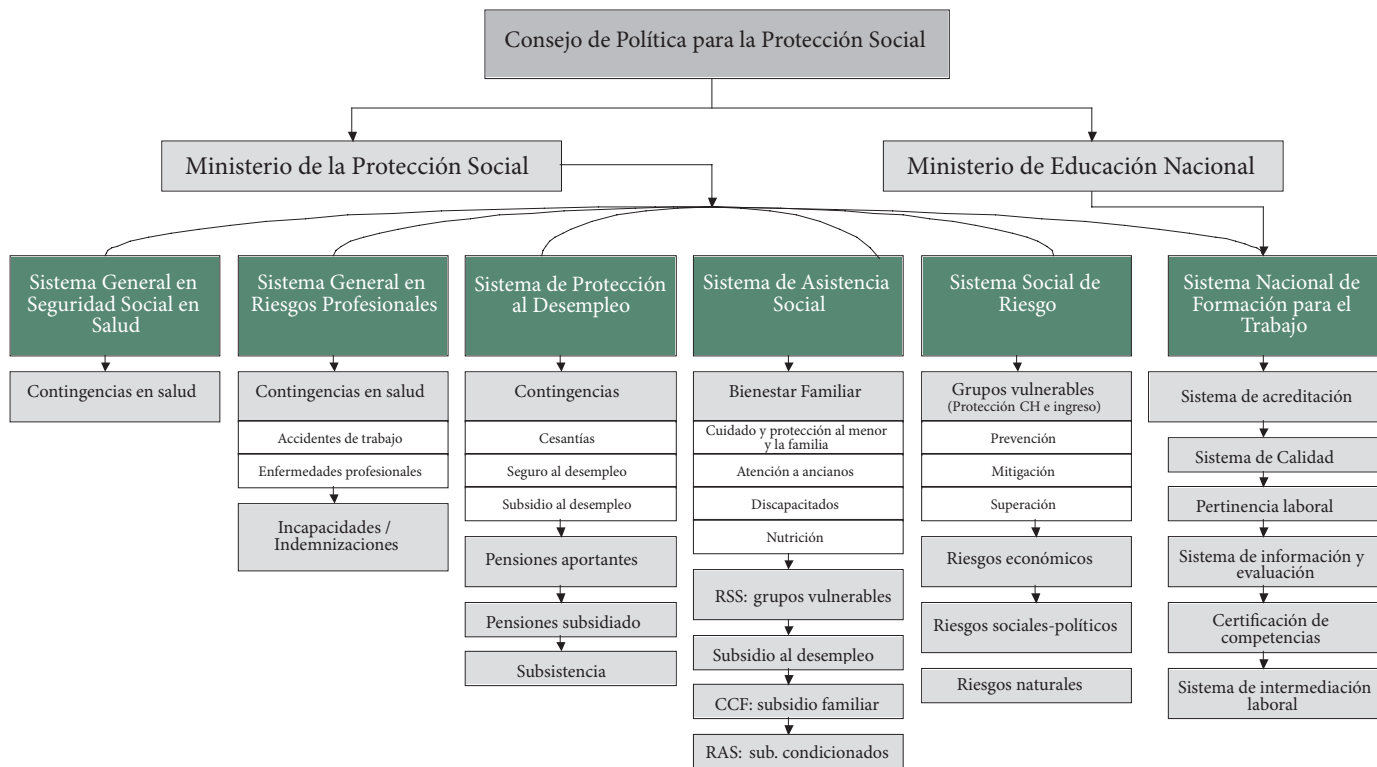 Consejo de Política para la Protección Social
Ministerio de la Protección Social
Ministerio de Educación Nacional
Sistema General en
Seguridad Social en
Salud
Contingencias en salud
Sistema General en
Riesgos Profesionales
Contingencias en salud
Accidentes de trabajo
Enfermedades profesionales
Incapacidades /
Indemnizaciones
Sistema de Protección
al Desempleo
Contingencias
Cesantías
Seguro al desempleo
Subsidio al desempleo
Pensiones aportantes
Pensiones subsidiado
Subsistencia
Sistema de Asistencia
Social
Bienestar Familiar
Cuidado y protección al menor
y la familia
Atención a ancianos
Discapacitados
Nutrición
RSS: grupos vulnerables
Subsidio al desempleo
CCF: subsidio familiar
RAS: sub. condicionados
Sistema Social de
Riesgo
Grupos vulnerables
(Protección CH e ingreso)
Prevención
Mitigación
Superación
Riesgos económicos
Riesgos sociales-políticos
Riesgos naturales
Sistema Nacional de
Formación para el
Trabajo
Sistema de acreditación
Sistema de Calidad
Pertinencia laboral
Sistema de información y
evaluación
Certificación de
competencias
Sistema de intermediación
laboral